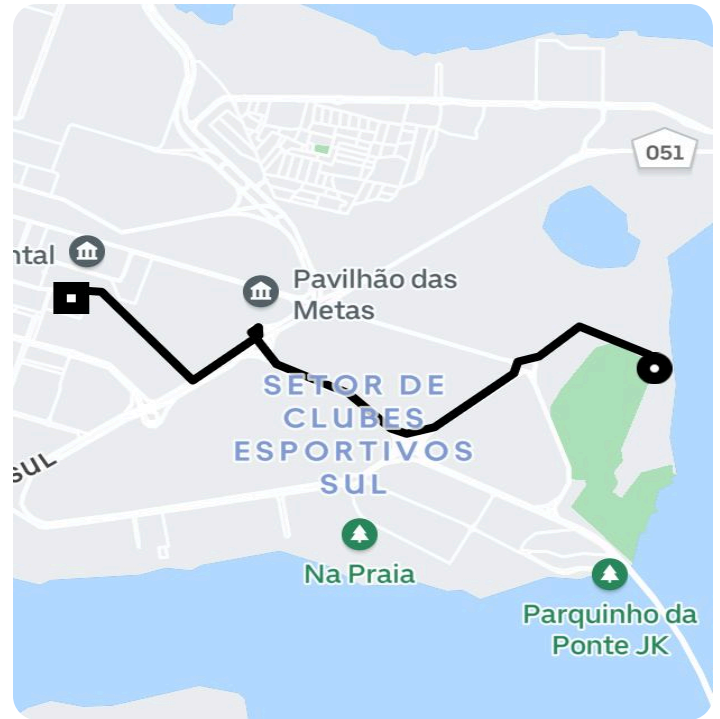 051
ntal
Pavilhão das
Metas
SETOR DE
CLUBES
ESPORTIVOS
SUL
SUL
Na Praia
Parquinho da
Ponte JK